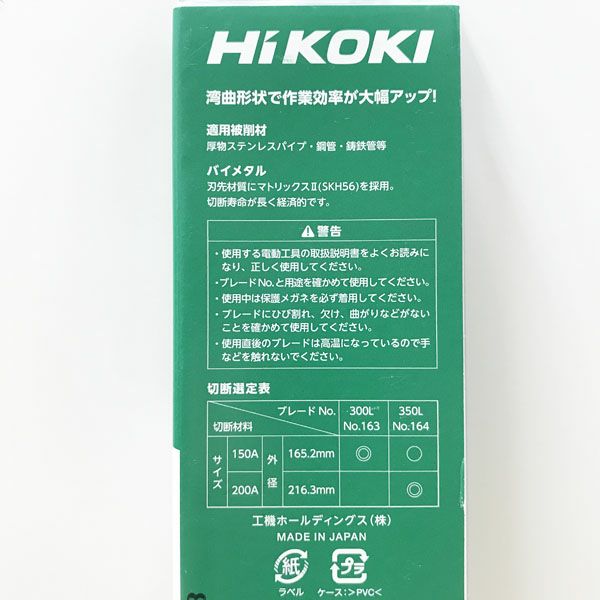 HiKOKI
湾曲形状で作業効率が大幅アップ!
適用被削材
厚物ステンレスパイプ・鋼管・鋳鉄管等
バイメタル
刃先材質にマトリックスⅡ(SKH56)を採用。
切断寿命が長く経済的です。
警告
・使用する電動工具の取扱説明書をよくお読みに
なり、正しく使用してください。
・ブレードNo.と用途を確かめて使用してください。
・使用中は保護メガネを必ず着用してください。
・ブレードにひび割れ、欠け、曲がりなどがない
ことを確かめて使用してください。
・使用直後のブレードは高温になっているので手
などを触れないでください。
切断選定表
ブレードNo. 300L 350L
切断材料 No.163 No.164
サイズ 150A 外径 165.2mm ◎ ○
200A 216.3mm ◎
工機ホールディングス(株)
MADE IN JAPAN
紙 プラ
ラベル ケース:>PVC<